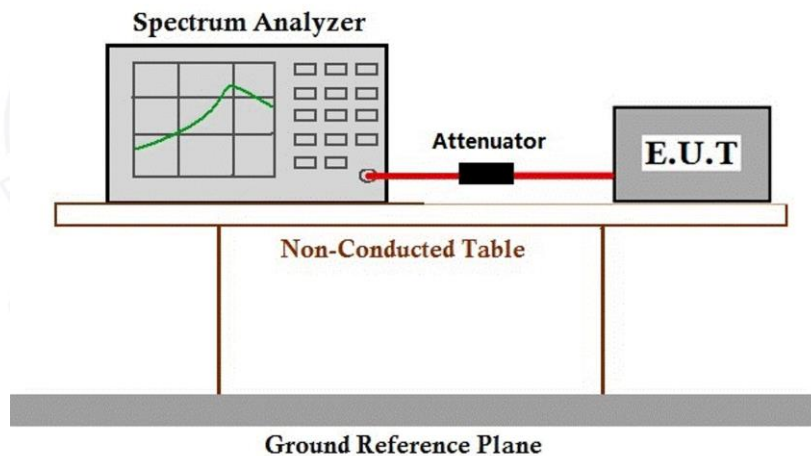 Spectrum Analyzer
Attenuator
E.U.T
Non-Conducted Table
Ground Reference Plane